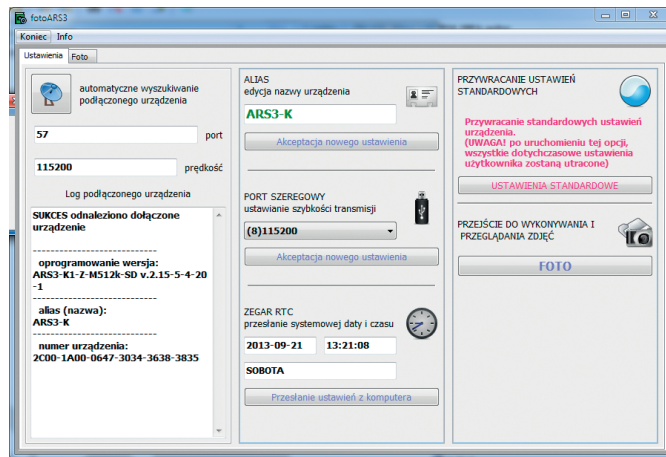 fotoARS3
Koniec Info
Ustawienia Foto
automatyczne wyszukiwanie
podłączonego urządzenia
57 port
115200 prędkość
Log podłączonego urządzenia
SUKCES odnaleziono dołączone
urządzenie
---------------------------
oprogramowanie wersja:
ARS3-K1-Z-M512k-SD v.2.15-5-4-20
-1
---------------------------
alias (nazwa):
ARS3-K
---------------------------
numer urządzenia:
2C00-1A00-0647-3034-3638-3835
ALIAS
edycja nazwy urządzenia
ARS3-K
Akceptacja nowego ustawienia
PORT SZEREGOWY
ustawianie szybkości transmisji
(8)115200
Akceptacja nowego ustawienia
ZEGAR RTC
przesłanie systemowej daty i czasu
2013-09-21 13:21:08
SOBOTA
Przesłanie ustawień z komputera
PRZYWRACANIE USTAWIEŃ
STANDARDOWYCH
Przywracanie standardowych ustawień
urządzenia.
(UWAGA! po uruchomieniu tej opcji,
wszystkie dotychczasowe ustawienia
użytkownika zostaną utracone)
USTAWIENIA STANDARDOWE
PRZEJŚCIE DO WYKONYWANIA I
PRZEGLĄDANIA ZDJĘĆ
FOTO